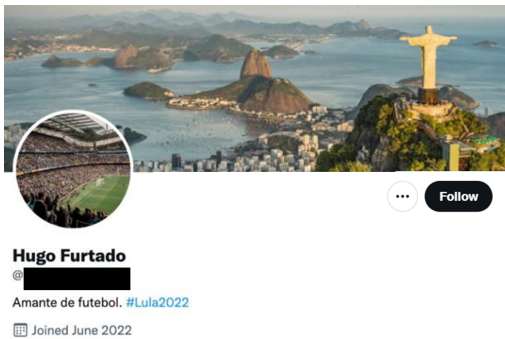 Follow
Hugo Furtado
@
Amante de futebol. #Lula2022
Joined June 2022